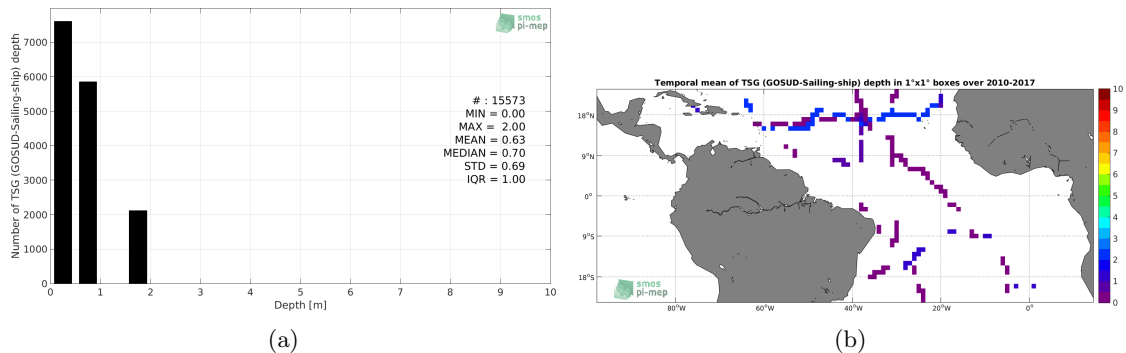 smos
pi-mep
Number of TSG (GOSUD-Sailing-ship) depth
7000
6000
5000
4000
3000
2000
1000
0
# : 15573
MIN = 0.00
MAX = 2.00
MEAN = 0.63
MEDIAN = 0.70
STD = 0.69
IQR = 1.00
0 1 2 3 4 5 6 7 8 9 10
Depth [m]
(a)
Temporal mean of TSG (GOSUD-Sailing-ship) depth in 1°x1° boxes over 2010-2017
18°N
9°N
0°
9°S
18°S
80°W 60°W 40°W 20°W 0°
10
9
8
7
6
5
4
3
2
1
0
smos
pi-mep
(b)